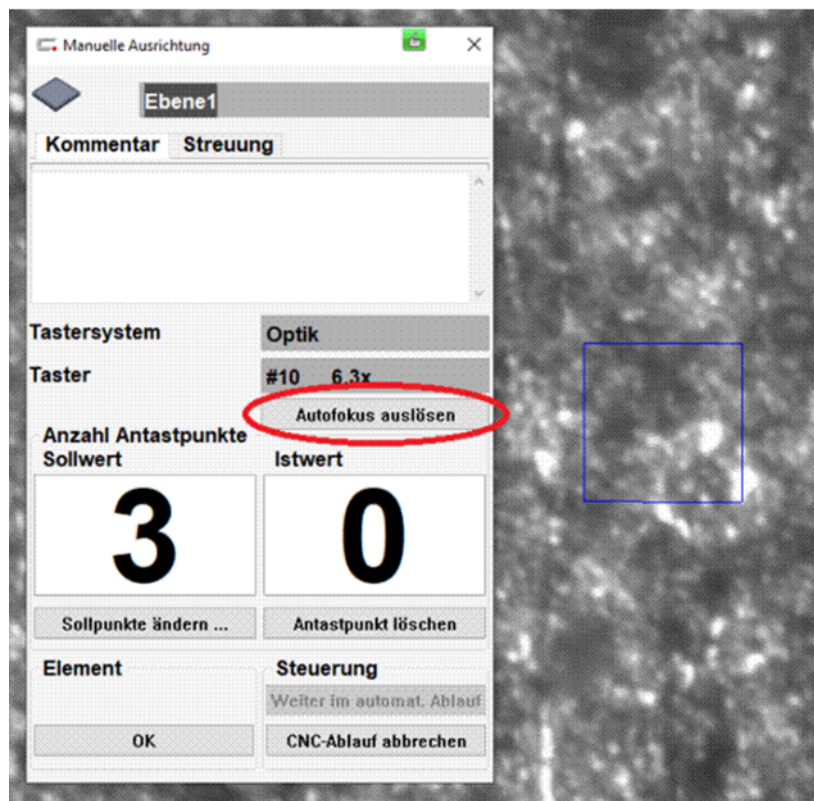 Manuelle Ausrichtung
Ebene1
Kommentar Streuung
Tastersystem Optik
Taster #10 6.3x
Autofokus auslösen
Anzahl Antastpunkte
Sollwert Istwert
3 0
Sollpunkte ändern ... Antastpunkt löschen
Element Steuerung
Weiter im automat. Ablauf
OK CNC-Ablauf abbrechen